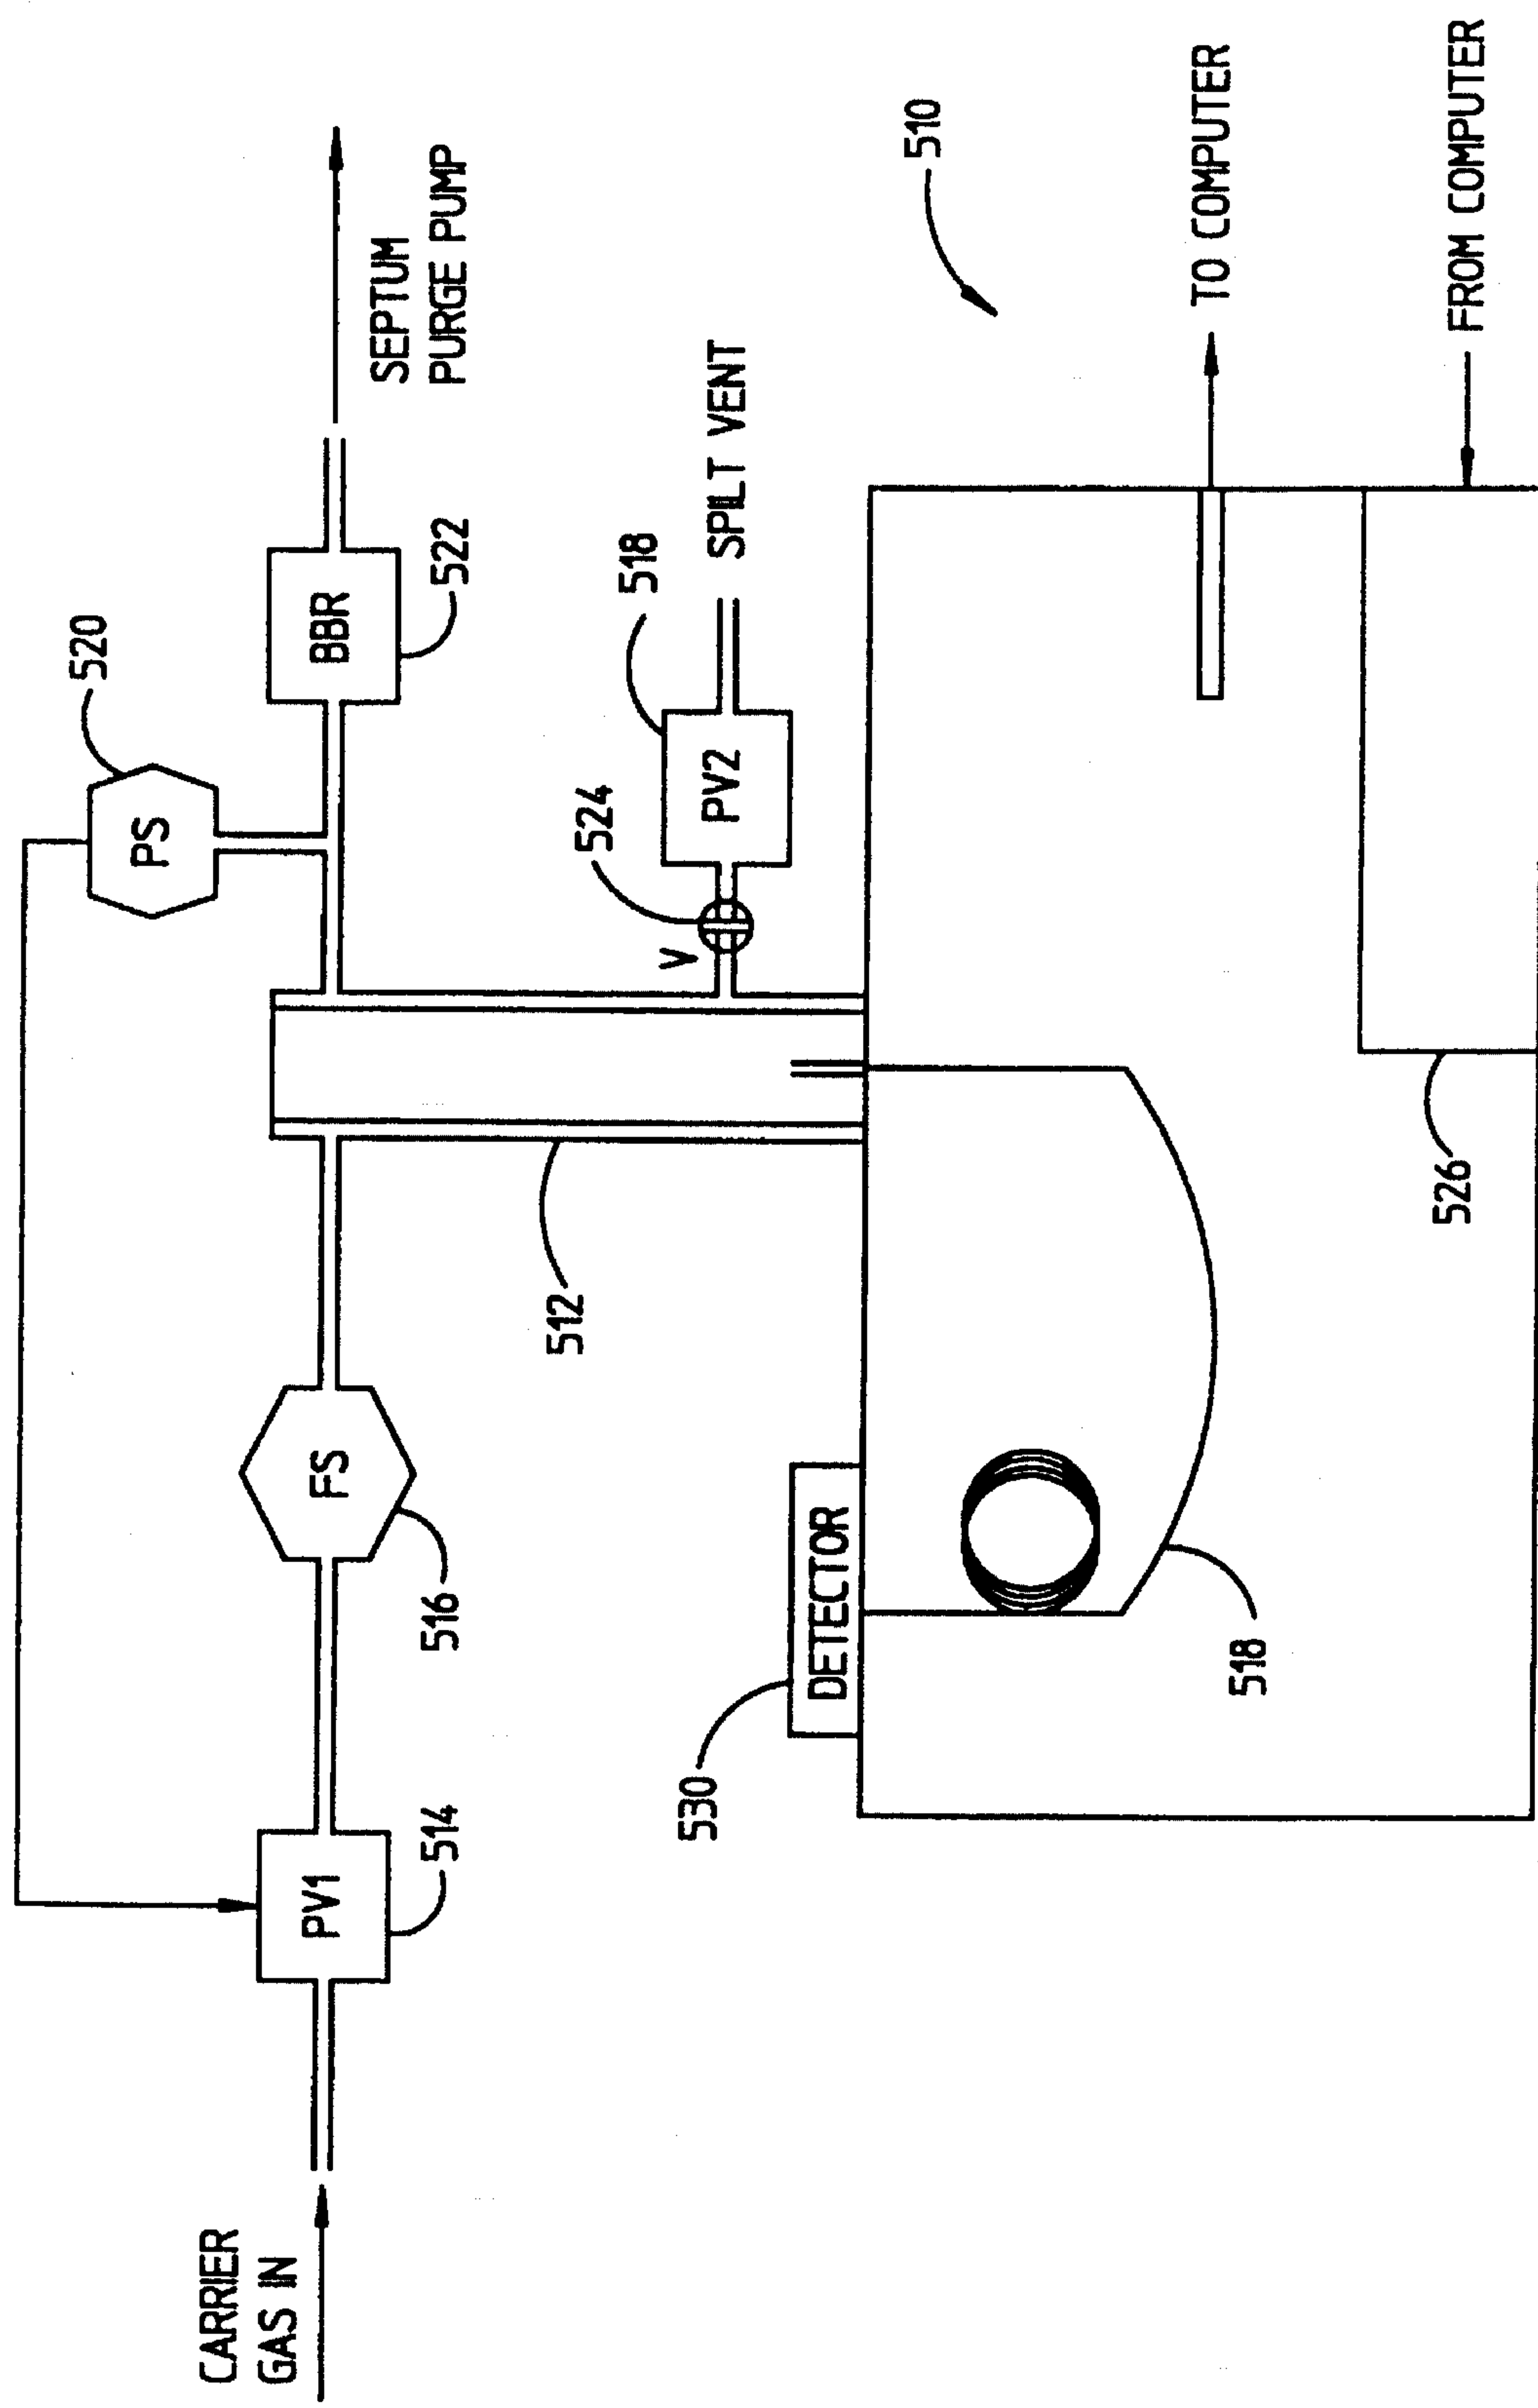 520
PS
CARRIER
GAS IN
PV1
FS
BBR
SEPTUM
PURGE PUMP
514
516
522
512
524
518
V
PV2
SPILT VENT
530
DETECTOR
510
TO COMPUTER
518
526
FROM COMPUTER